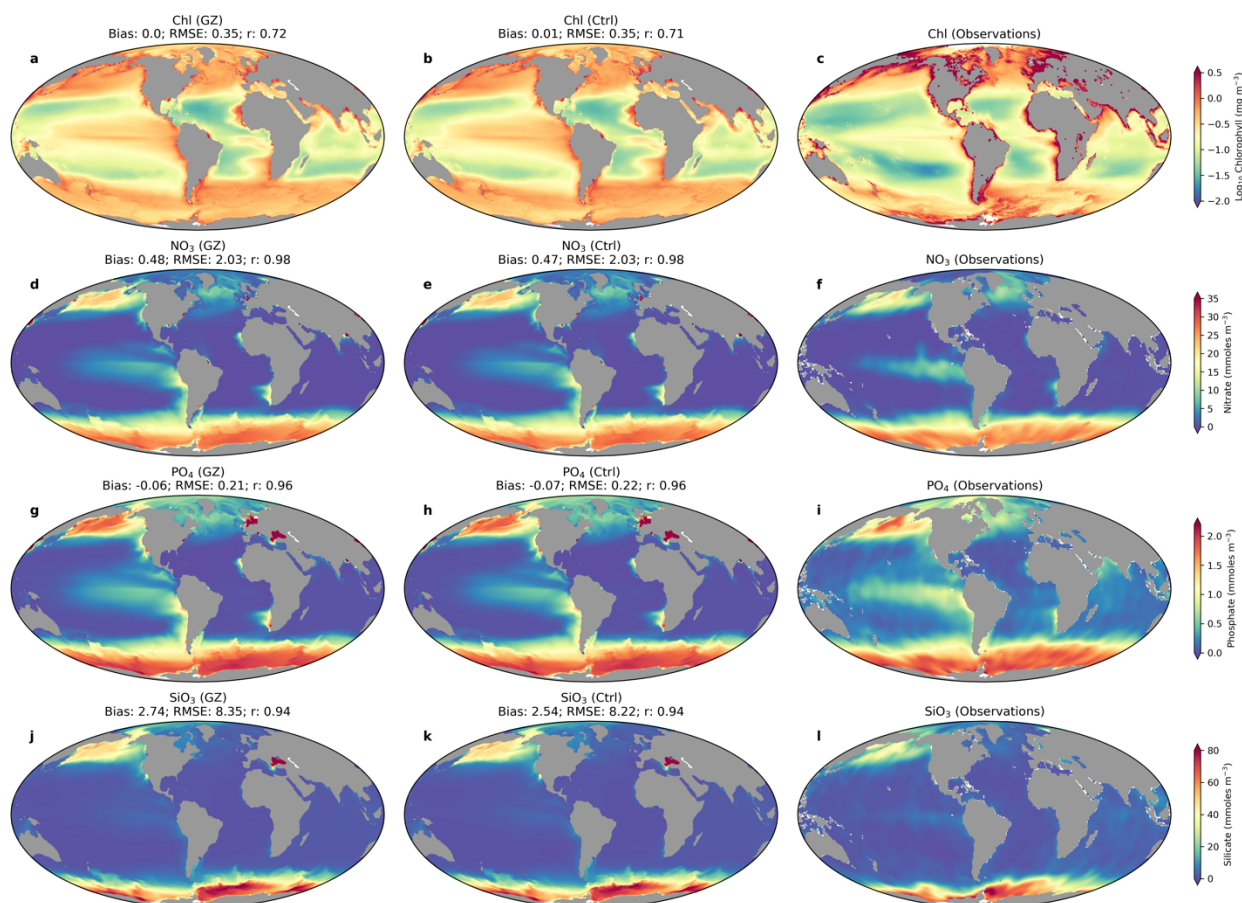 Chl (GZ)
Bias: 0.0; RMSE: 0.35; r: 0.72
Chl (Ctrl)
Bias: 0.01; RMSE: 0.35; r: 0.71
Chl (Observations)
a
b
c
0.5
0.0
−0.5
−1.0
−1.5
−2.0
Log₁₀ Chlorophyll (mg m⁻³)
NO₃ (GZ)
Bias: 0.48; RMSE: 2.03; r: 0.98
NO₃ (Ctrl)
Bias: 0.47; RMSE: 2.03; r: 0.98
NO₃ (Observations)
d
e
f
35
30
25
20
15
10
5
0
Nitrate (mmoles m⁻³)
PO₄ (GZ)
Bias: -0.06; RMSE: 0.21; r: 0.96
PO₄ (Ctrl)
Bias: -0.07; RMSE: 0.22; r: 0.96
PO₄ (Observations)
g
h
i
2.0
1.5
1.0
0.5
0.0
Phosphate (mmoles m⁻³)
SiO₃ (GZ)
Bias: 2.74; RMSE: 8.35; r: 0.94
SiO₃ (Ctrl)
Bias: 2.54; RMSE: 8.22; r: 0.94
SiO₃ (Observations)
j
k
l
80
60
40
20
0
Silicate (mmoles m⁻³)